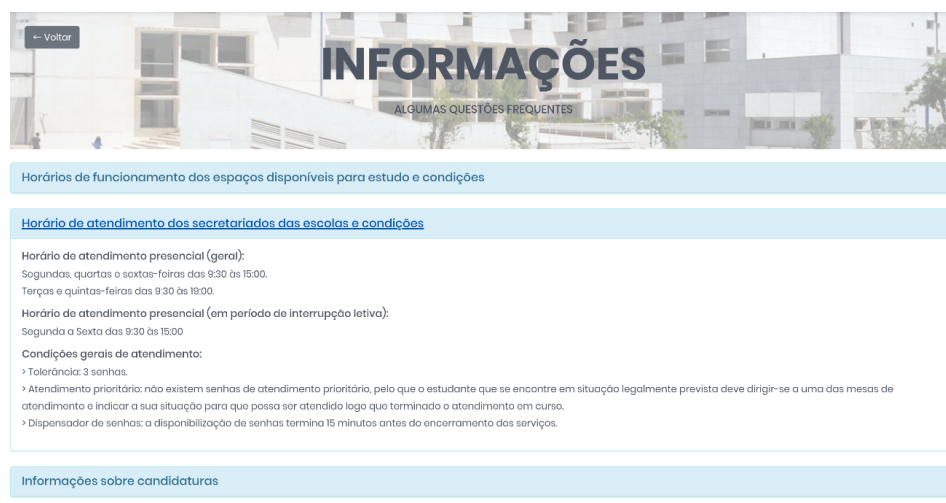 ← Voltar
INFORMAÇÕES
ALGUMAS QUESTÕES FREQUENTES
Horários de funcionamento dos espaços disponíveis para estudo e condições
Horário de atendimento dos secretariados das escolas e condições
Horário de atendimento presencial (geral):
Segundas, quartas e sextas-feiras das 9:30 às 15:00.
Terças e quintas-feiras das 9:30 às 19:00.
Horário de atendimento presencial (em período de interrupção letiva):
Segunda a Sexta das 9:30 às 15:00
Condições gerais de atendimento:
> Tolerância: 3 senhas.
> Atendimento prioritário: não existem senhas de atendimento prioritário, pelo que o estudante que se encontre em situação legalmente prevista deve dirigir-se a uma das mesas de
atendimento e indicar a sua situação para que possa ser atendido logo que terminado o atendimento em curso.
> Dispensador de senhas: a disponibilização de senhas termina 15 minutos antes do encerramento dos serviços.
Informações sobre candidaturas